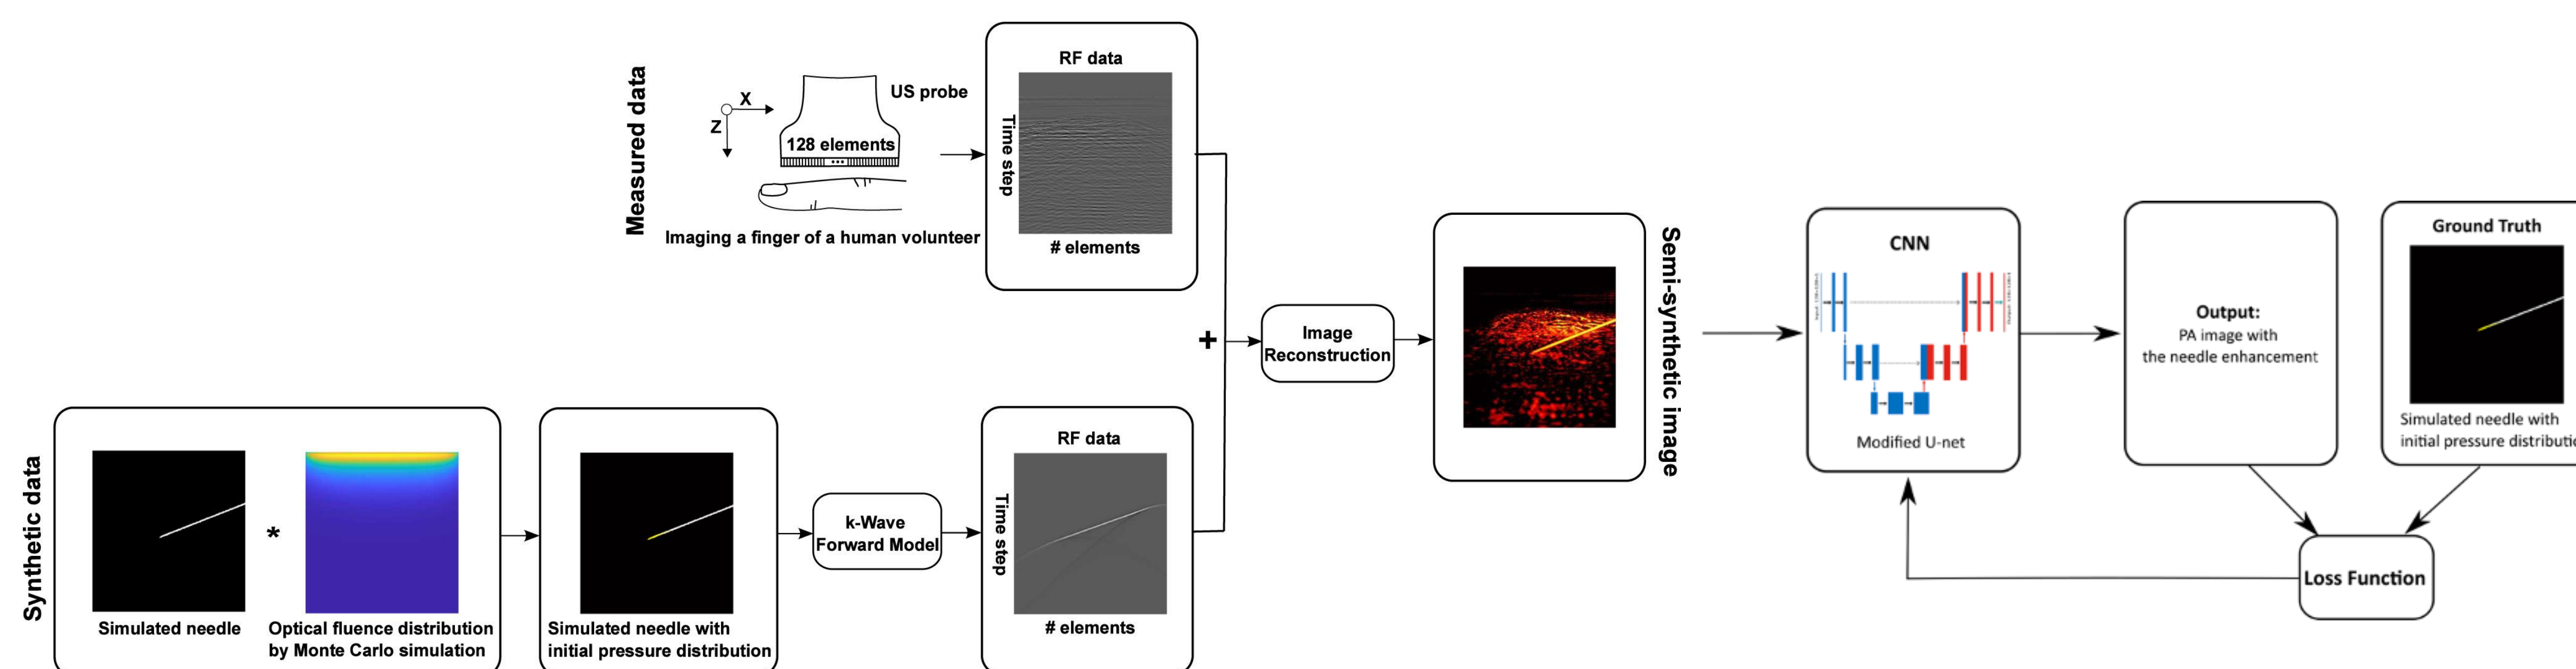 Measured data
X
Z
US probe
128 elements
Imaging a finger of a human volunteer
RF data
Time step
# elements
Synthetic data
Simulated needle
*
Optical fluence distribution
by Monte Carlo simulation
Simulated needle with
initial pressure distribution
k-Wave
Forward Model
RF data
Time step
# elements
+
Image
Reconstruction
Semi-synthetic image
CNN
Modified U-net
Output:
PA image with
the needle enhancement
Ground Truth
Simulated needle with
initial pressure distributio
Loss Function